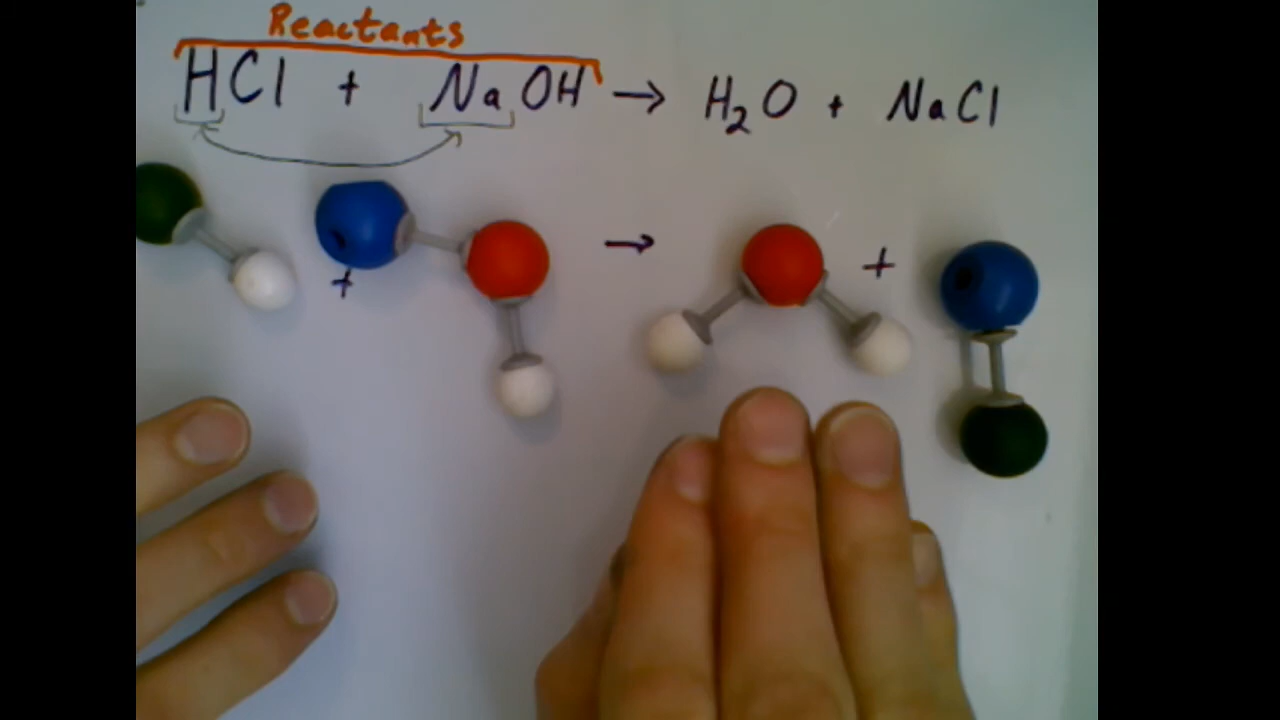 Reactants
HCl + NaOH → H₂O + NaCl
+ → +